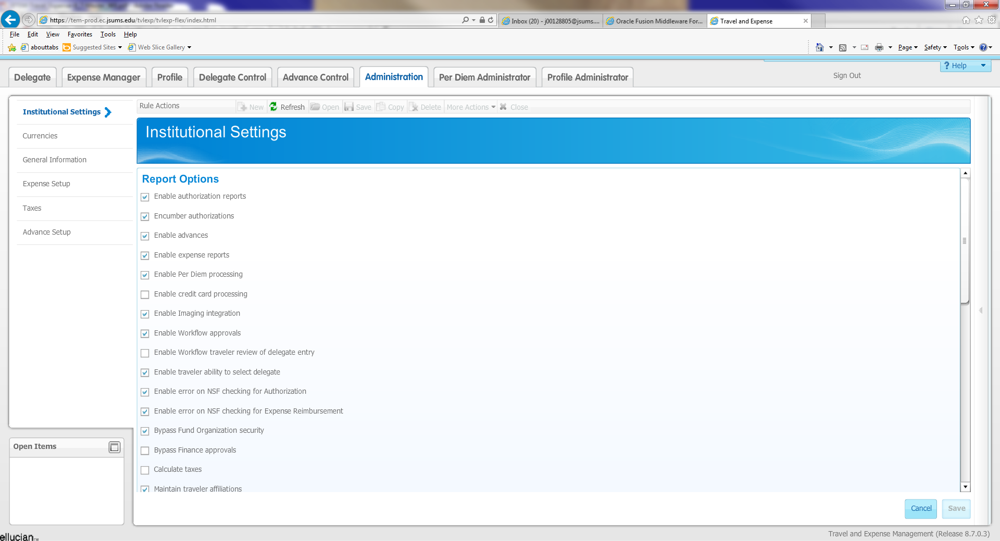 https://tem-prod.ec.jsums.edu/tvlexp/tvlexp-flex/index.html
Inbox (20) - j00128805@jsums....
Oracle Fusion Middleware For...
Travel and Expense
File Edit View Favorites Tools Help
abouttabs Suggested Sites Web Slice Gallery
Page Safety Tools
Delegate Expense Manager Profile Delegate Control Advance Control Administration Per Diem Administrator Profile Administrator
Sign Out
? Help
Institutional Settings
Currencies
General Information
Expense Setup
Taxes
Advance Setup
Rule Actions New Refresh Open Save Copy Delete More Actions Close
Institutional Settings
Report Options
Enable authorization reports
Encumber authorizations
Enable advances
Enable expense reports
Enable Per Diem processing
Enable credit card processing
Enable Imaging integration
Enable Workflow approvals
Enable Workflow traveler review of delegate entry
Enable traveler ability to select delegate
Enable error on NSF checking for Authorization
Enable error on NSF checking for Expense Reimbursement
Bypass Fund Organization security
Bypass Finance approvals
Calculate taxes
Maintain traveler affiliations
Open Items
Cancel Save
ellucian™
Travel and Expense Management (Release 8.7.0.3)